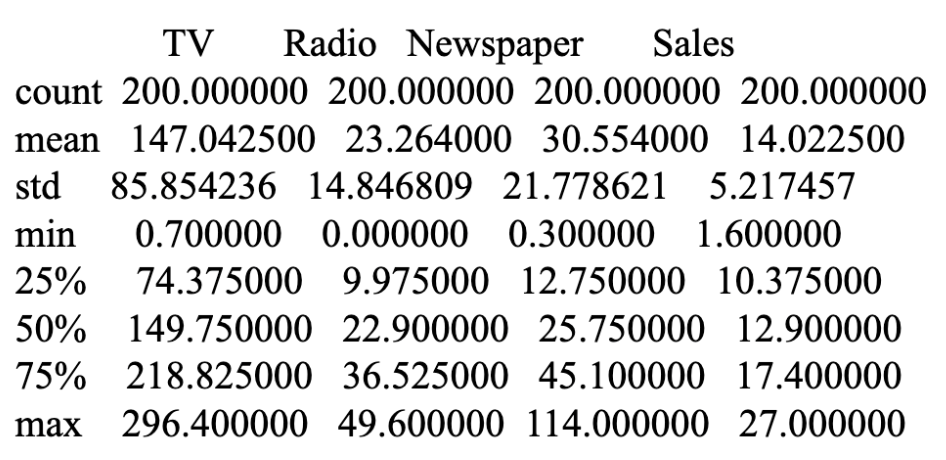 TV Radio Newspaper Sales
count 200.000000 200.000000 200.000000 200.000000
mean 147.042500 23.264000 30.554000 14.022500
std 85.854236 14.846809 21.778621 5.217457
min 0.700000 0.000000 0.300000 1.600000
25% 74.375000 9.975000 12.750000 10.375000
50% 149.750000 22.900000 25.750000 12.900000
75% 218.825000 36.525000 45.100000 17.400000
max 296.400000 49.600000 114.000000 27.000000